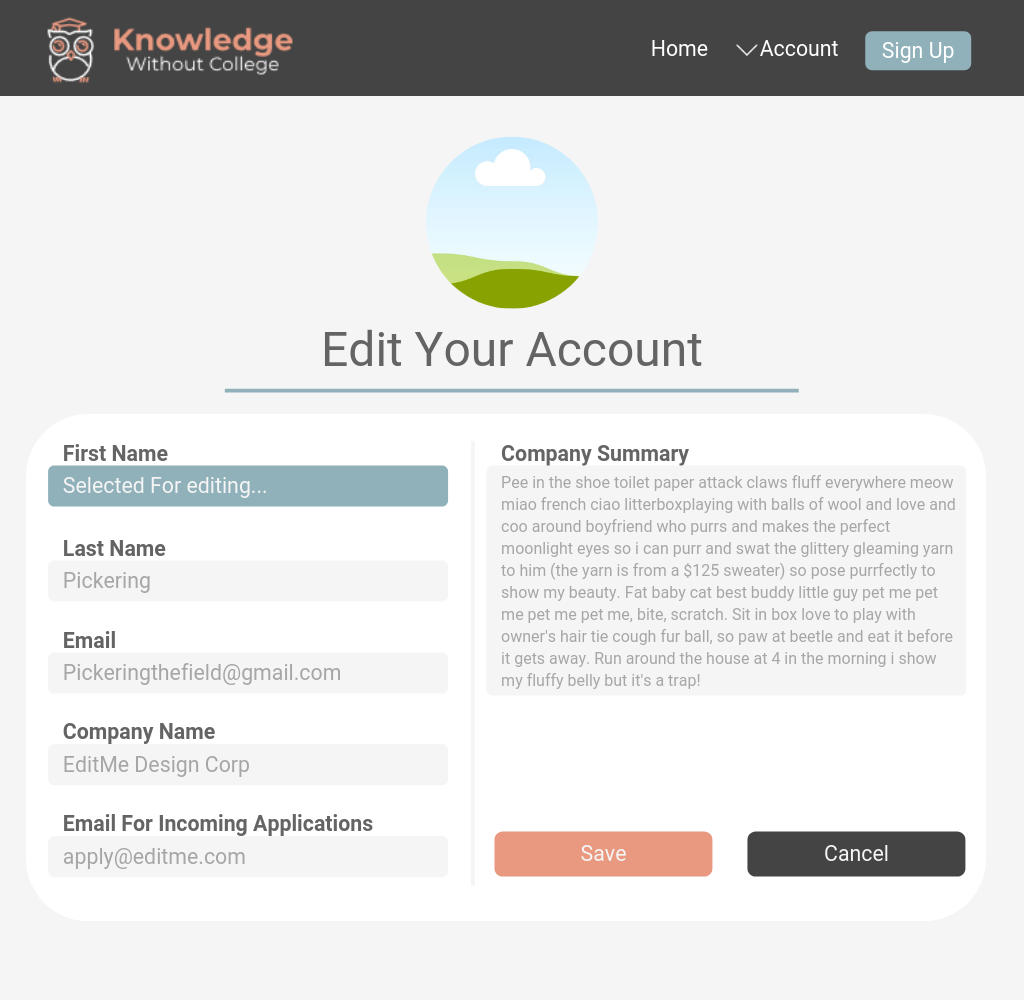 Knowledge
Without College
Home
Account
Sign Up
Edit Your Account
First Name
Selected For editing...
Last Name
Pickering
Email
Pickeringthefield@gmail.com
Company Name
EditMe Design Corp
Email For Incoming Applications
apply@editme.com
Company Summary
Pee in the shoe toilet paper attack claws fluff everywhere meow
miao french ciao litterboxplaying with balls of wool and love and
coo around boyfriend who purrs and makes the perfect
moonlight eyes so i can purr and swat the glittery gleaming yarn
to him (the yarn is from a $125 sweater) so pose purrfectly to
show my beauty. Fat baby cat best buddy little guy pet me pet
me pet me pet me, bite, scratch. Sit in box love to play with
owner's hair tie cough fur ball, so paw at beetle and eat it before
it gets away. Run around the house at 4 in the morning i show
my fluffy belly but it's a trap!
Save
Cancel